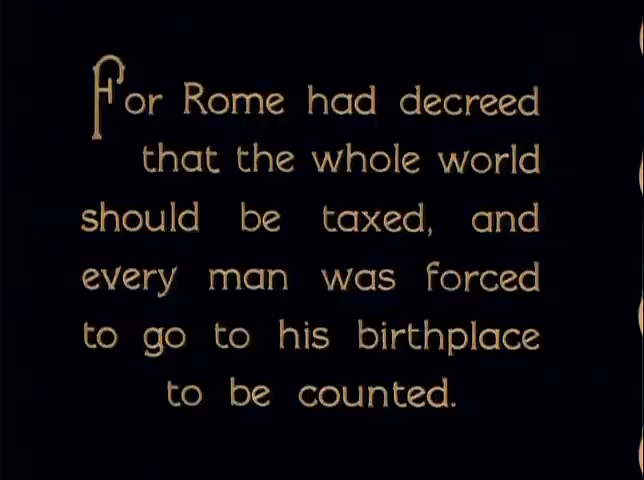 For Rome had decreed
that the whole world
should be taxed, and
every man was forced
to go to his birthplace
to be counted.